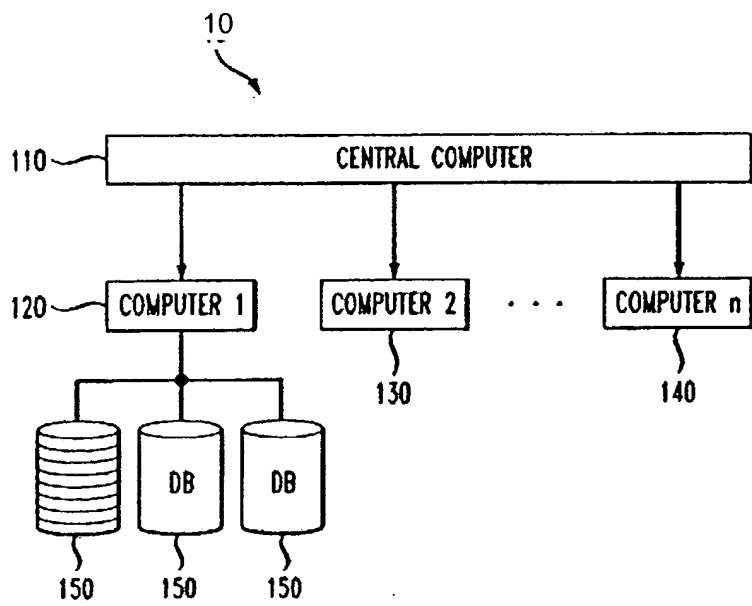 10
110 CENTRAL COMPUTER
120 COMPUTER 1 COMPUTER 2 . . . COMPUTER n
130 140
DB DB
150 150 150